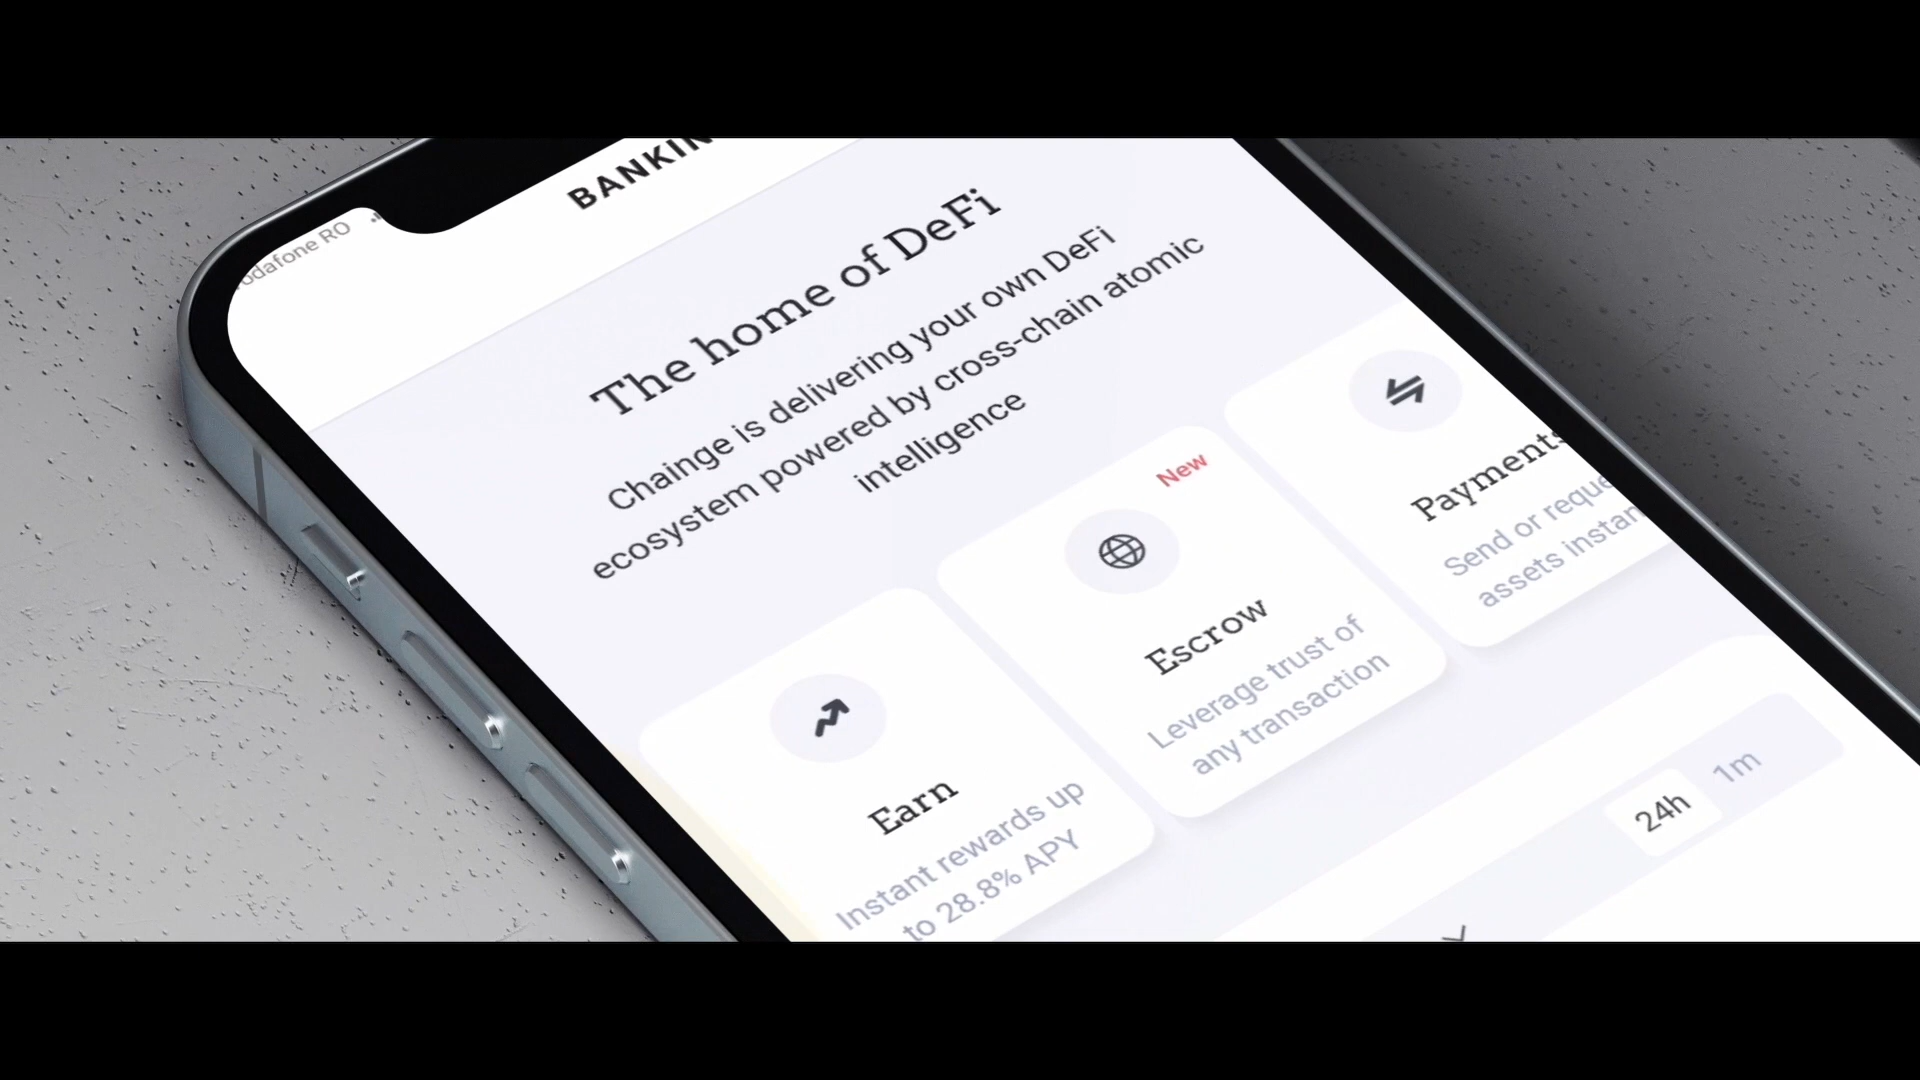 odafone RO
BANKIN
The home of DeFi
Chainge is delivering your own DeFi
ecosystem powered by cross-chain atomic
intelligence
Earn
Instant rewards up
to 28.8% APY
New
Escrow
Leverage trust of
any transaction
Payments
Send or reque
assets instan
24h
1m